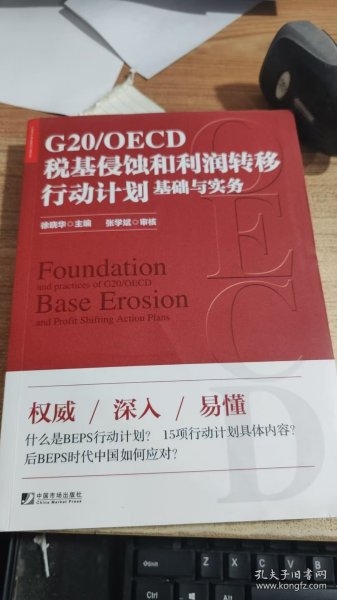 G20/OECD
税基侵蚀和利润转移
行动计划 基础与实务
徐晓华○主编 张学斌○审核
OECD
Foundation
and practices of G20/OECD
Base Erosion
and Profit Shifting Action Plans
权威 / 深入 / 易懂
什么是BEPS行动计划? 15项行动计划具体内容?
后BEPS时代中国如何应对?
中国市场出版社
China Market Press
孔夫子旧书网
kongfz.com